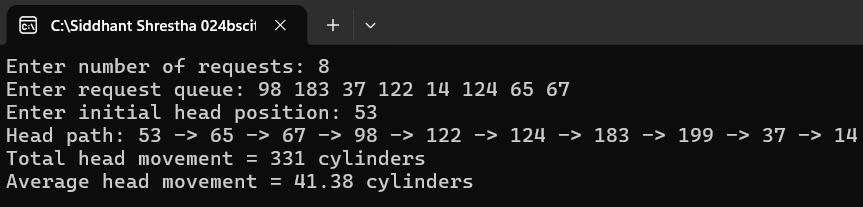 C:\Siddhant Shrestha 024bscit
Enter number of requests: 8
Enter request queue: 98 183 37 122 14 124 65 67
Enter initial head position: 53
Head path: 53 -> 65 -> 67 -> 98 -> 122 -> 124 -> 183 -> 199 -> 37 -> 14
Total head movement = 331 cylinders
Average head movement = 41.38 cylinders